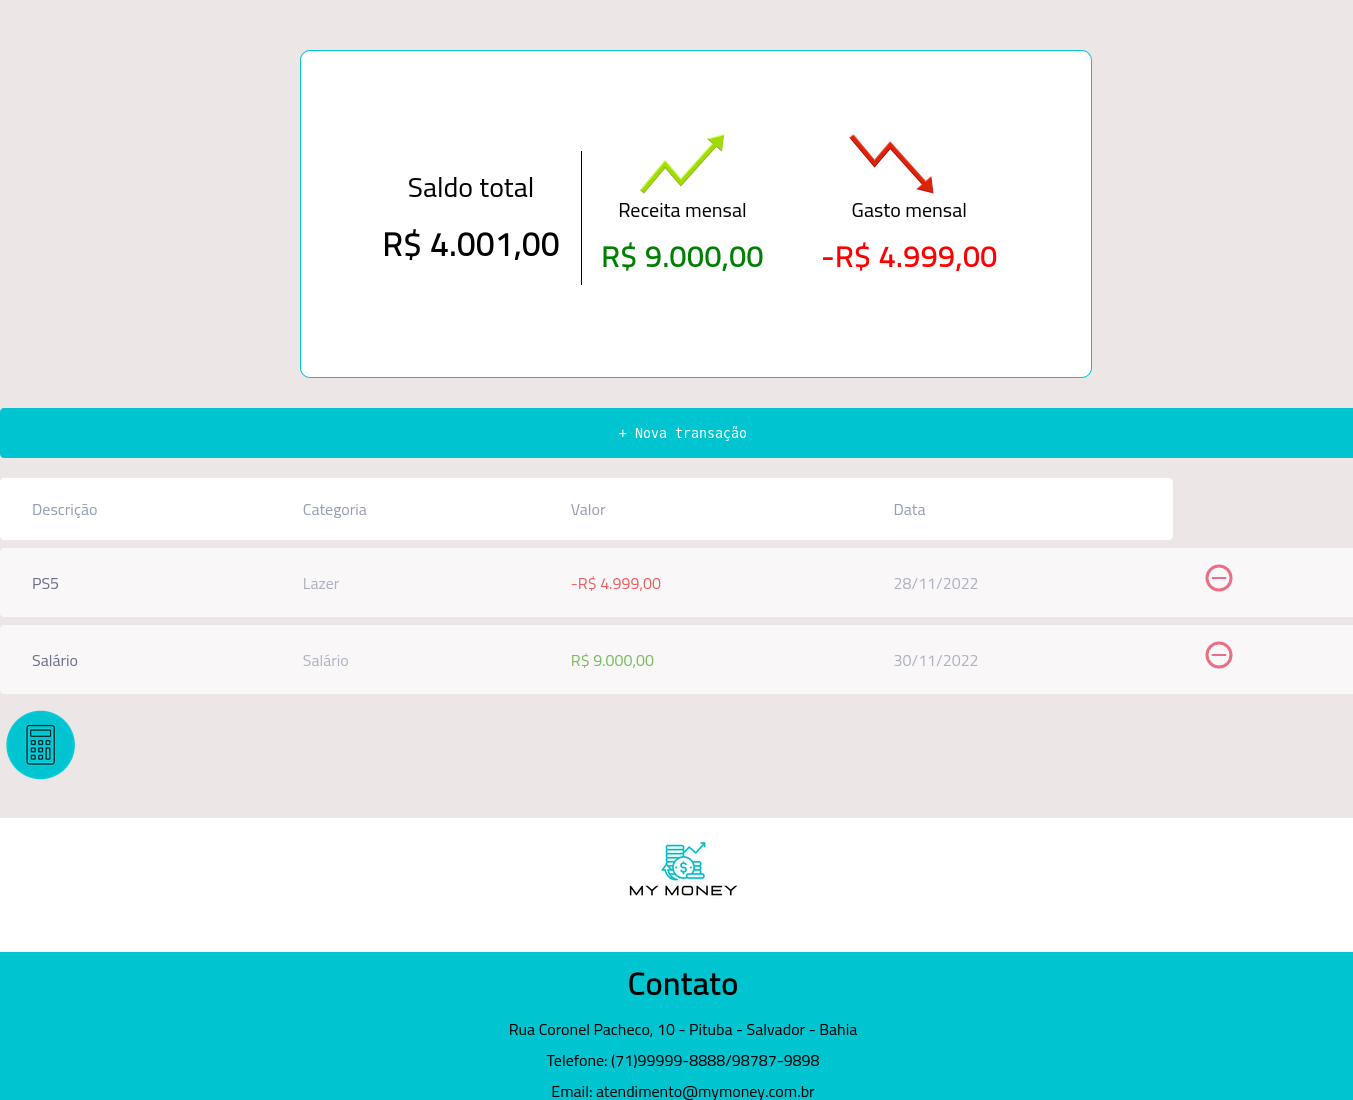 Saldo total
R$ 4.001,00
Receita mensal
R$ 9.000,00
Gasto mensal
-R$ 4.999,00
+ Nova transação
Descrição Categoria Valor Data
PS5 Lazer -R$ 4.999,00 28/11/2022
Salário Salário R$ 9.000,00 30/11/2022
$
MY MONEY
Contato
Rua Coronel Pacheco, 10 - Pituba - Salvador - Bahia
Telefone: (71)99999-8888/98787-9898
Email: atendimento@mymoney.com.br